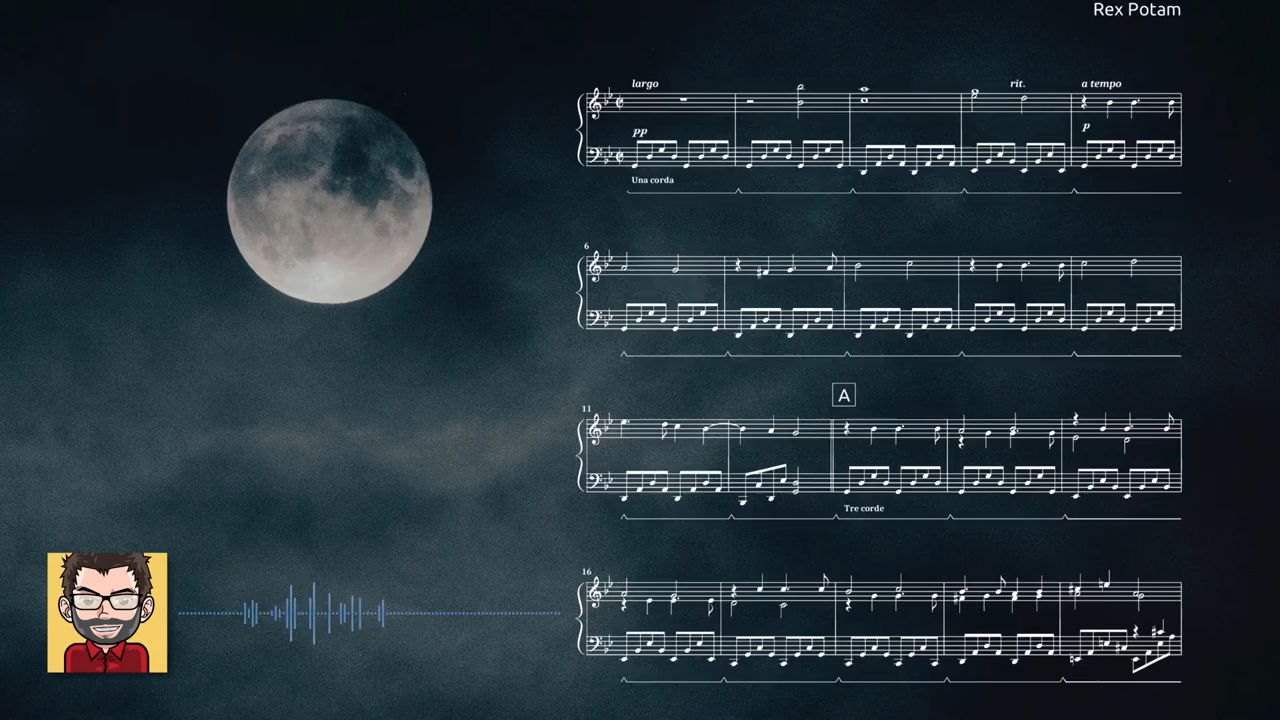 Rex Potam
largo
rit.
a tempo
pp
p
Una corda
6
11
A
Tre corde
16